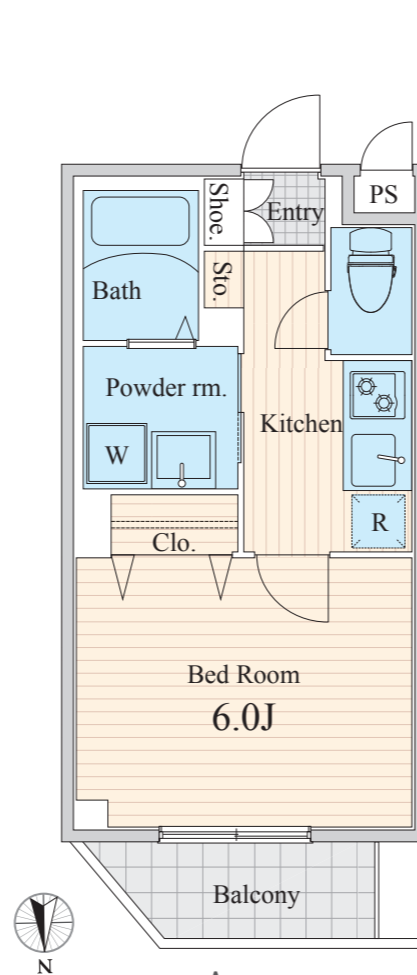 PS
Shoe.
Entry
Sto.
Bath
Powder rm.
Kitchen
W
R
Clo.
Bed Room
6.0J
Balcony
N